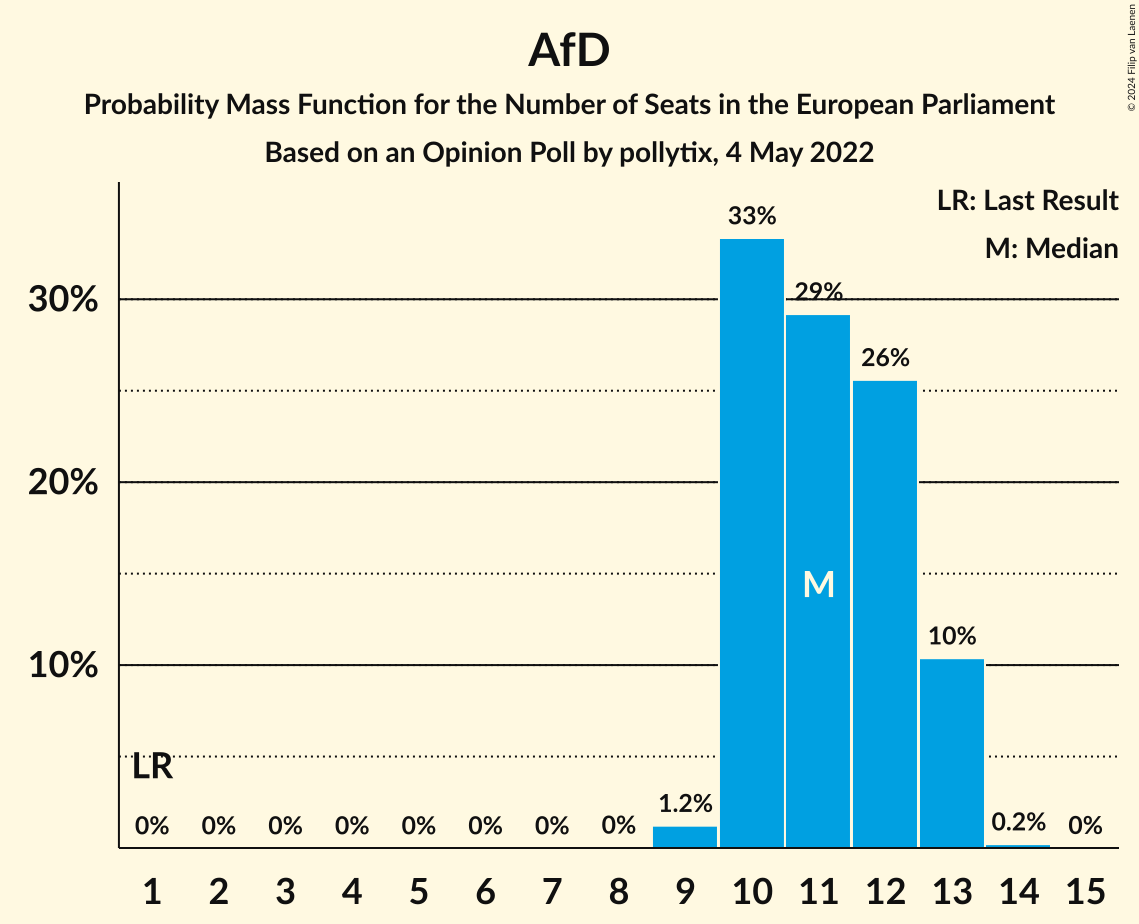 © 2024 Filip van Laenen
AfD
Probability Mass Function for the Number of Seats in the European Parliament
Based on an Opinion Poll by pollytix, 4 May 2022
LR: Last Result
M: Median
33%
30%
29%
26%
20%
M
10%
10%
LR
1.2%
0% 0% 0% 0% 0% 0% 0% 0% 0.2% 0%
1 2 3 4 5 6 7 8 9 10 11 12 13 14 15